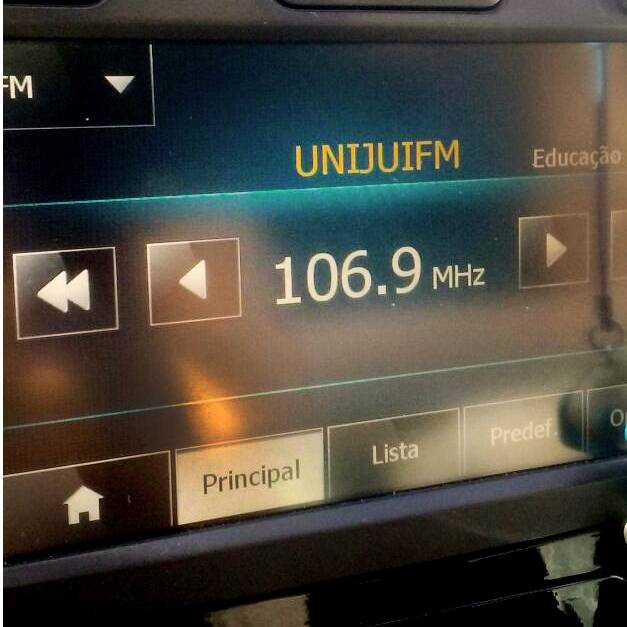 FM
UNIJUIFM
Educação
106.9 MHz
Principal
Lista
Predef.